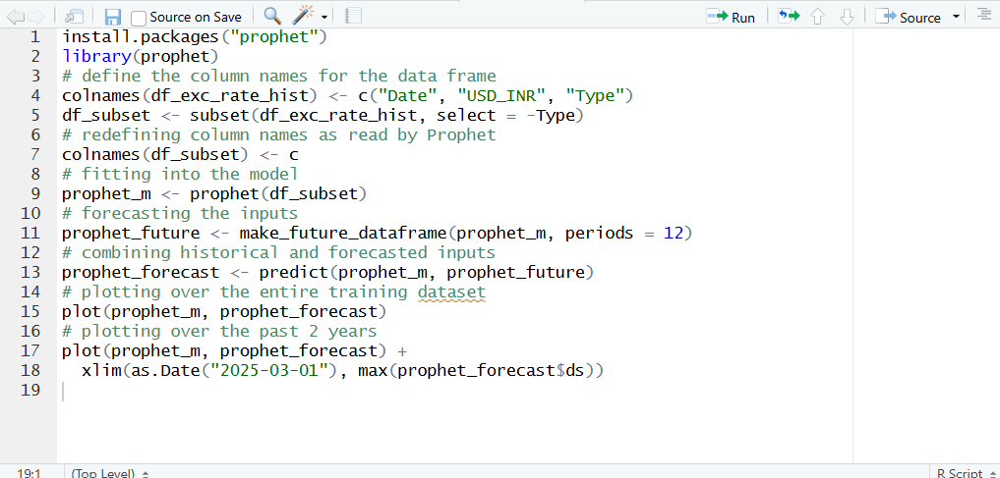 Source on Save Run Source
1 install.packages("prophet")
2 library(prophet)
3 # define the column names for the data frame
4 colnames(df_exc_rate_hist) <- c("Date", "USD_INR", "Type")
5 df_subset <- subset(df_exc_rate_hist, select = -Type)
6 # redefining column names as read by Prophet
7 colnames(df_subset) <- c
8 # fitting into the model
9 prophet_m <- prophet(df_subset)
10 # forecasting the inputs
11 prophet_future <- make_future_dataframe(prophet_m, periods = 12)
12 # combining historical and forecasted inputs
13 prophet_forecast <- predict(prophet_m, prophet_future)
14 # plotting over the entire training dataset
15 plot(prophet_m, prophet_forecast)
16 # plotting over the past 2 years
17 plot(prophet_m, prophet_forecast) +
18   xlim(as.Date("2025-03-01"), max(prophet_forecast$ds))
19
19:1 (Top Level) R Script